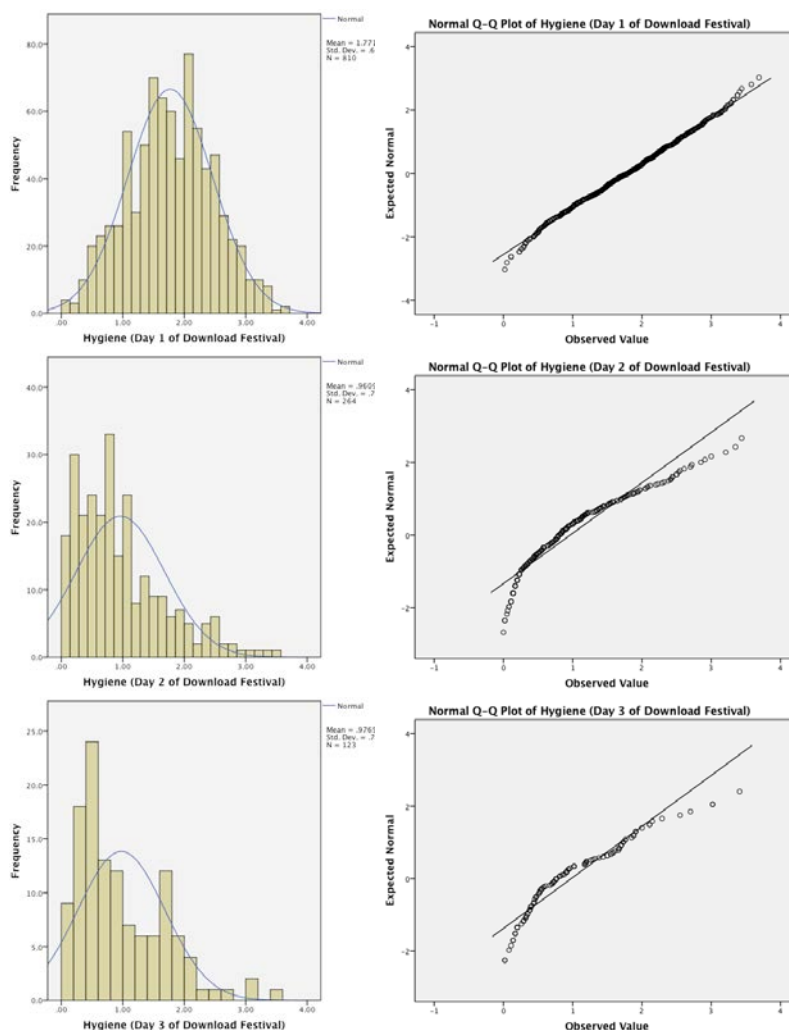 Normal
Mean = 1.771
Std. Dev. = .6
N = 810
Frequency
80.0
60.0
40.0
20.0
.0
.00 1.00 2.00 3.00 4.00
Hygiene (Day 1 of Download Festival)
Normal Q-Q Plot of Hygiene (Day 1 of Download Festival)
Expected Normal
4
2
0
-2
-4
-1 0 1 2 3 4
Observed Value
Normal
Mean = .9609
Std. Dev. = .7
N = 264
Frequency
40.0
30.0
20.0
10.0
.0
.00 1.00 2.00 3.00 4.00
Hygiene (Day 2 of Download Festival)
Normal Q-Q Plot of Hygiene (Day 2 of Download Festival)
Expected Normal
4
2
0
-2
-1 0 1 2 3 4
Observed Value
Normal
Mean = .9765
Std. Dev. = .7
N = 123
Frequency
25.0
20.0
15.0
10.0
5.0
.0
.00 1.00 2.00 3.00 4.00
Hygiene (Day 3 of Download Festival)
Normal Q-Q Plot of Hygiene (Day 3 of Download Festival)
Expected Normal
4
2
0
-2
-1 0 1 2 3 4
Observed Value